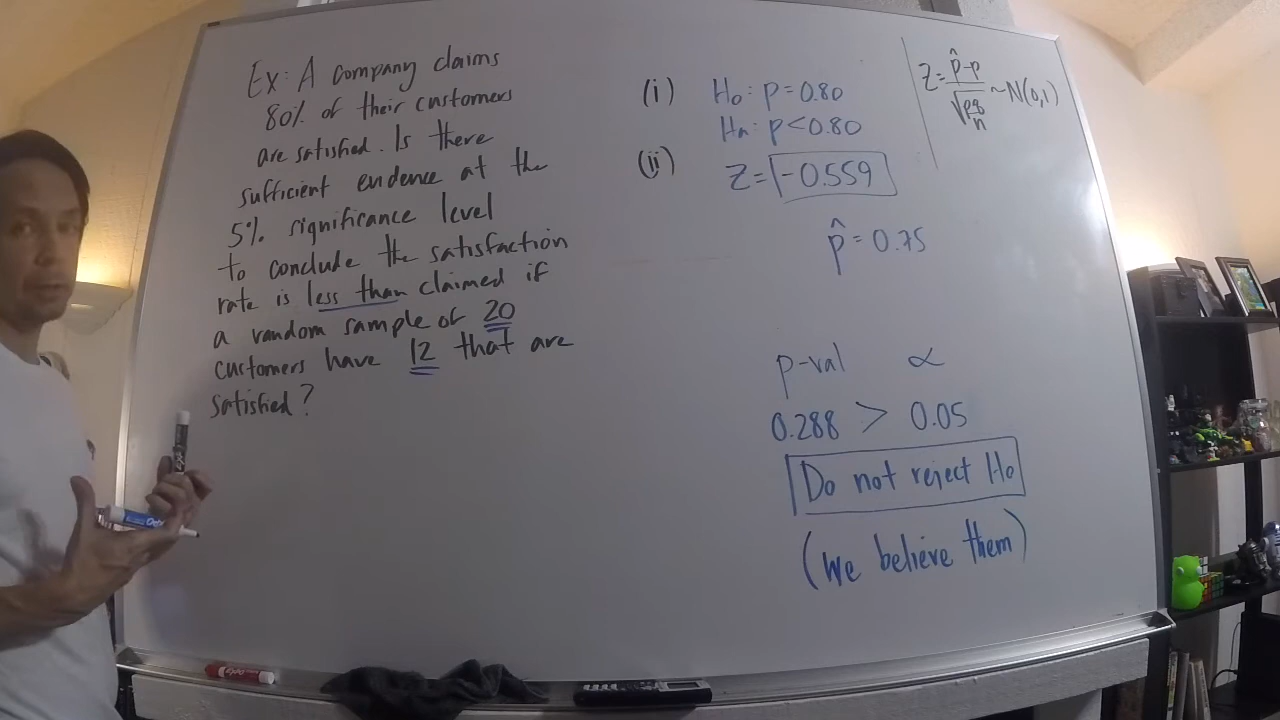 Ex: A company claims
80% of their customers
are satisfied. Is there
sufficient evidence at the
5% significance level
to conclude the satisfaction
rate is less than claimed if
a random sample of 20
customers have 12 that are
satisfied?
(i) H₀: p = 0.80
Hₐ: p < 0.80
(ii) Z = -0.559
p̂ = 0.75
p-val α
0.288 > 0.05
Do not reject H₀
(We believe them)
Z = (p̂ - p)/√(pq/n) ~ N(0,1)
EXPO